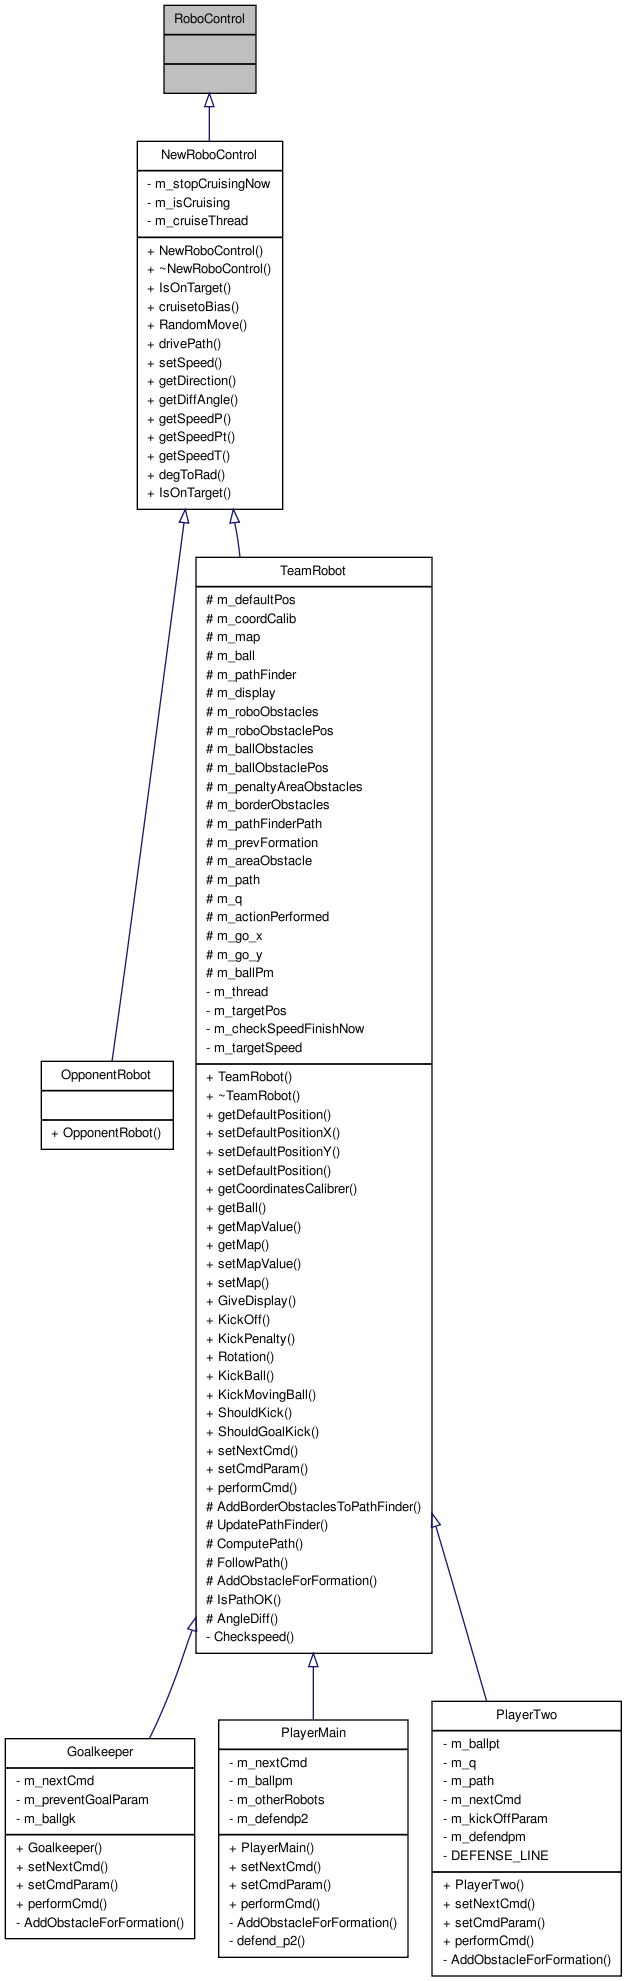 RoboControl
NewRoboControl
- m_stopCruisingNow
- m_isCruising
- m_cruiseThread
+ NewRoboControl()
+ ~NewRoboControl()
+ IsOnTarget()
+ cruisetoBias()
+ RandomMove()
+ drivePath()
+ setSpeed()
+ getDirection()
+ getDiffAngle()
+ getSpeedP()
+ getSpeedPt()
+ getSpeedT()
+ degToRad()
+ IsOnTarget()
TeamRobot
# m_defaultPos
# m_coordCalib
# m_map
# m_ball
# m_pathFinder
# m_display
# m_roboObstacles
# m_roboObstaclePos
# m_ballObstacles
# m_ballObstaclePos
# m_penaltyAreaObstacles
# m_borderObstacles
# m_pathFinderPath
# m_prevFormation
# m_areaObstacle
# m_path
# m_q
# m_actionPerformed
# m_go_x
# m_go_y
# m_ballPm
- m_thread
- m_targetPos
- m_checkSpeedFinishNow
- m_targetSpeed
+ TeamRobot()
+ ~TeamRobot()
+ getDefaultPosition()
+ setDefaultPositionX()
+ setDefaultPositionY()
+ setDefaultPosition()
+ getCoordinatesCalibrer()
+ getBall()
+ getMapValue()
+ getMap()
+ setMapValue()
+ setMap()
+ GiveDisplay()
+ KickOff()
+ KickPenalty()
+ Rotation()
+ KickBall()
+ KickMovingBall()
+ ShouldKick()
+ ShouldGoalKick()
+ setNextCmd()
+ setCmdParam()
+ performCmd()
# AddBorderObstaclesToPathFinder()
# UpdatePathFinder()
# ComputePath()
# FollowPath()
# AddObstacleForFormation()
# IsPathOK()
# AngleDiff()
- Checkspeed()
OpponentRobot
+ OpponentRobot()
Goalkeeper
- m_nextCmd
- m_preventGoalParam
- m_ballgk
+ Goalkeeper()
+ setNextCmd()
+ setCmdParam()
+ performCmd()
- AddObstacleForFormation()
PlayerMain
- m_nextCmd
- m_ballpm
- m_otherRobots
- m_defendp2
+ PlayerMain()
+ setNextCmd()
+ setCmdParam()
+ performCmd()
- AddObstacleForFormation()
- defend_p2()
PlayerTwo
- m_ballpt
- m_q
- m_path
- m_nextCmd
- m_kickOffParam
- m_defendpm
- DEFENSE_LINE
+ PlayerTwo()
+ setNextCmd()
+ setCmdParam()
+ performCmd()
- AddObstacleForFormation()